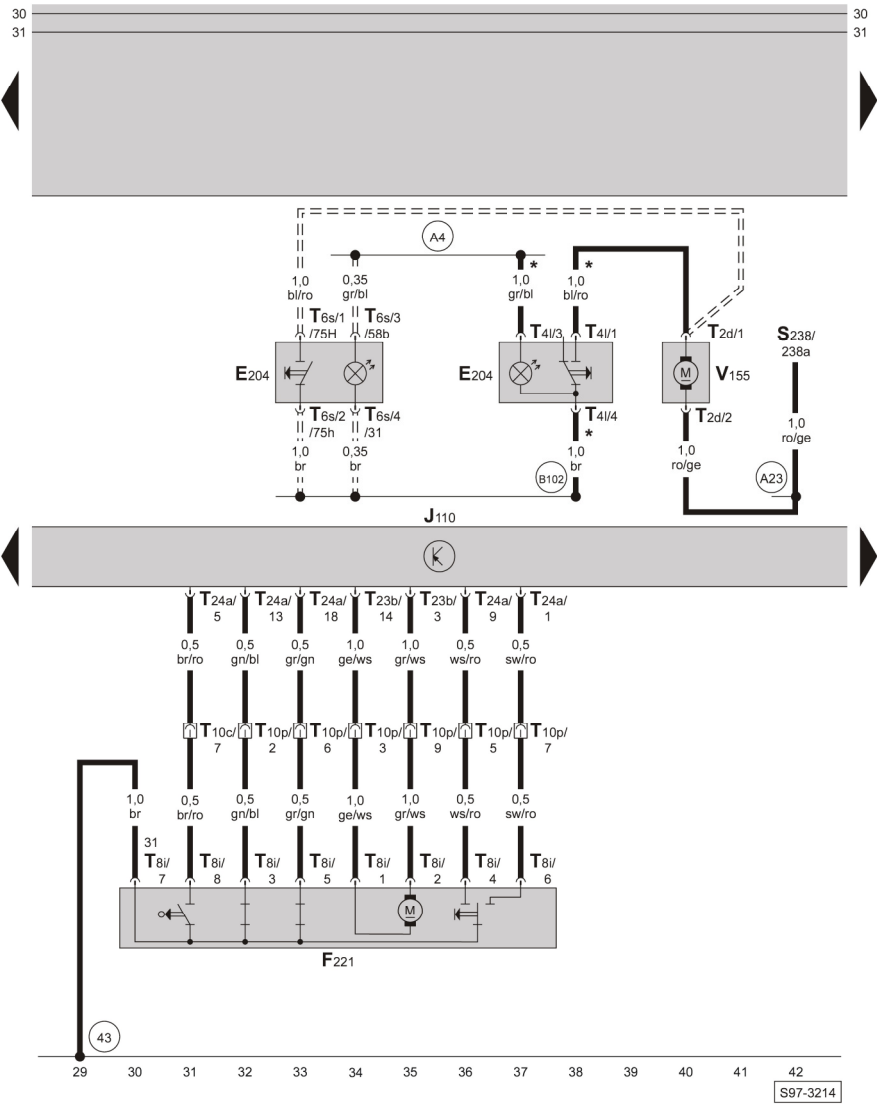 30 30
31 31
A4
* *
1,0 0,35 1,0 1,0
bl/ro gr/bl gr/bl bl/ro
T6s/1 T6s/3 T4l/3 T4l/1 T2d/1 S238/
/75H /58b 238a
E204 E204 M V155
T6s/2 T6s/4 T4l/4 T2d/2
/75h /31 *
1,0 0,35 1,0 1,0 1,0
br br br ro/ge ro/ge
B102 A23
J110
T24a/ T24a/ T24a/ T23b/ T23b/ T24a/ T24a/
5 13 18 14 3 9 1
0,5 0,5 0,5 1,0 1,0 0,5 0,5
br/ro gn/bl gr/gn ge/ws gr/ws ws/ro sw/ro
T10c/ T10p/ T10p/ T10p/ T10p/ T10p/ T10p/
7 2 6 3 9 5 7
1,0 0,5 0,5 0,5 1,0 1,0 0,5 0,5
br br/ro gn/bl gr/gn ge/ws gr/ws ws/ro sw/ro
31
T8i/ T8i/ T8i/ T8i/ T8i/ T8i/ T8i/ T8i/
7 8 3 5 1 2 4 6
M
F221
43
29 30 31 32 33 34 35 36 37 38 39 40 41 42
S97-3214